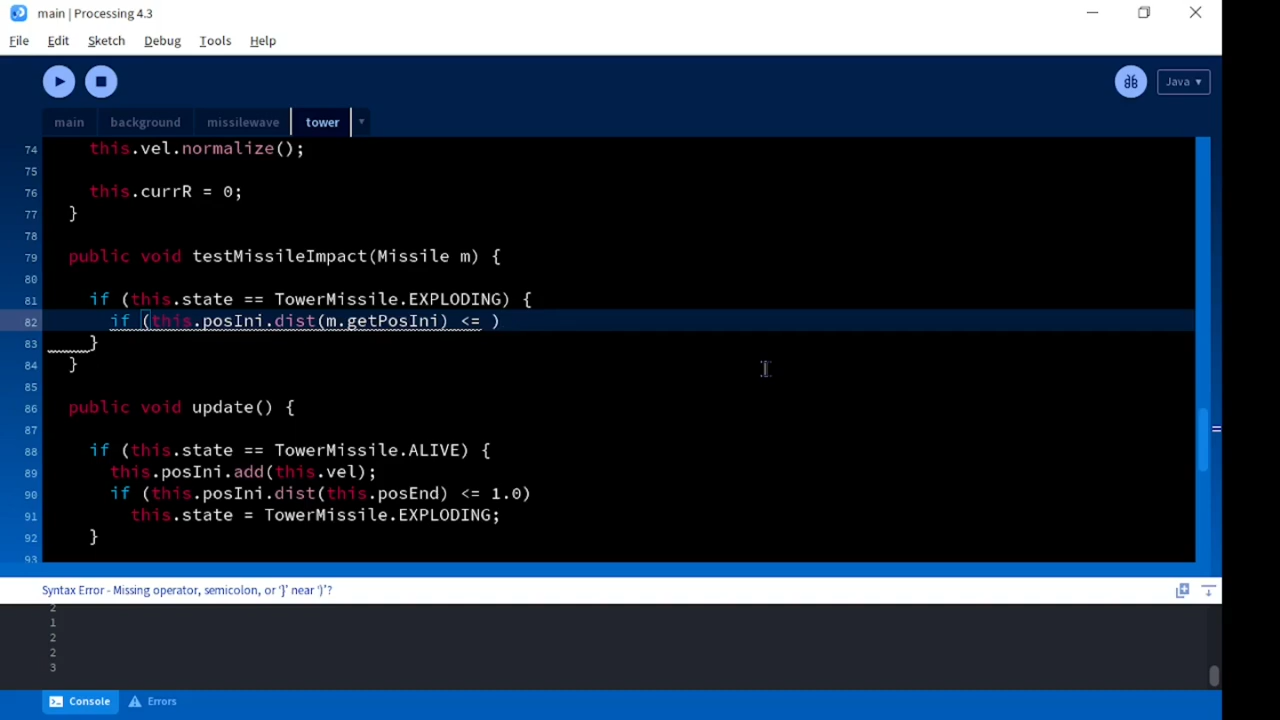 main | Processing 4.3
File Edit Sketch Debug Tools Help
Java ▾
main background missilewave tower ▾
74 this.vel.normalize();
75
76 this.currR = 0;
77 }
78
79 public void testMissileImpact(Missile m) {
80
81 if (this.state == TowerMissile.EXPLODING) {
82 if (this.posIni.dist(m.getPosIni) <= )
83 }
84 }
85
86 public void update() {
87
88 if (this.state == TowerMissile.ALIVE) {
89 this.posIni.add(this.vel);
90 if (this.posIni.dist(this.posEnd) <= 1.0)
91 this.state = TowerMissile.EXPLODING;
92 }
93
Syntax Error - Missing operator, semicolon, or '}' near ')'?
2
1
2
2
3
Console Errors